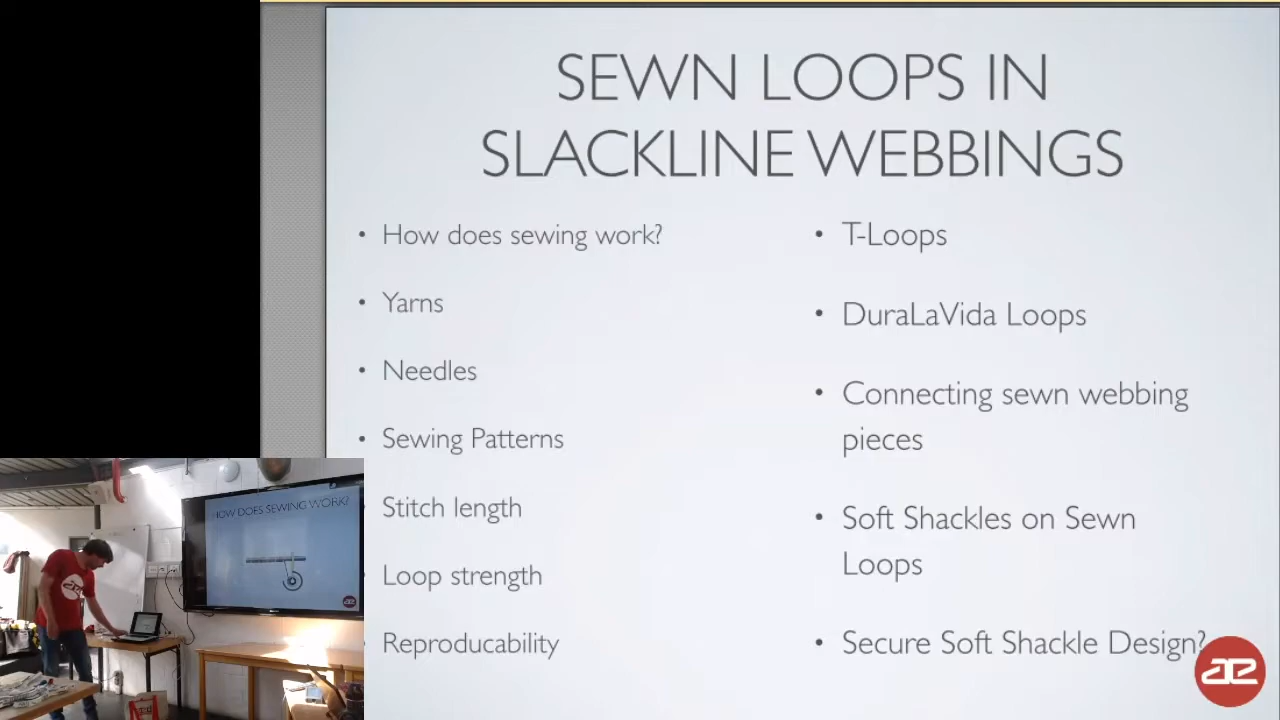 SEWN LOOPS IN
SLACKLINE WEBBINGS
• How does sewing work?
• Yarns
• Needles
• Sewing Patterns
Stitch length
Loop strength
Reproducability
• T-Loops
• DuraLaVida Loops
• Connecting sewn webbing
pieces
• Soft Shackles on Sewn
Loops
• Secure Soft Shackle Design?
HOW DOES SEWING WORK?